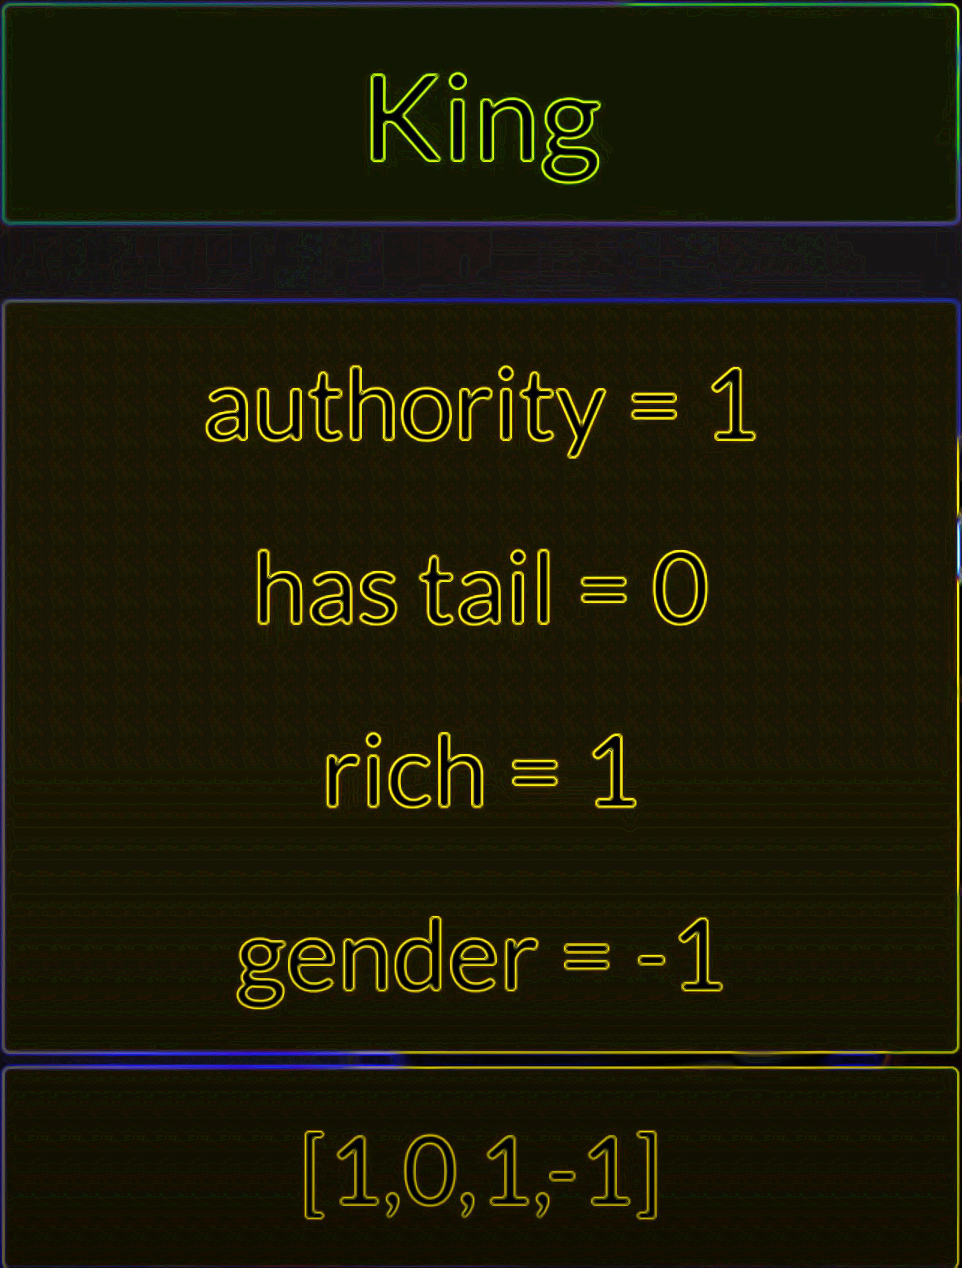 King
authority = 1
has tail = 0
rich = 1
gender = -1
[1,0,1,-1]